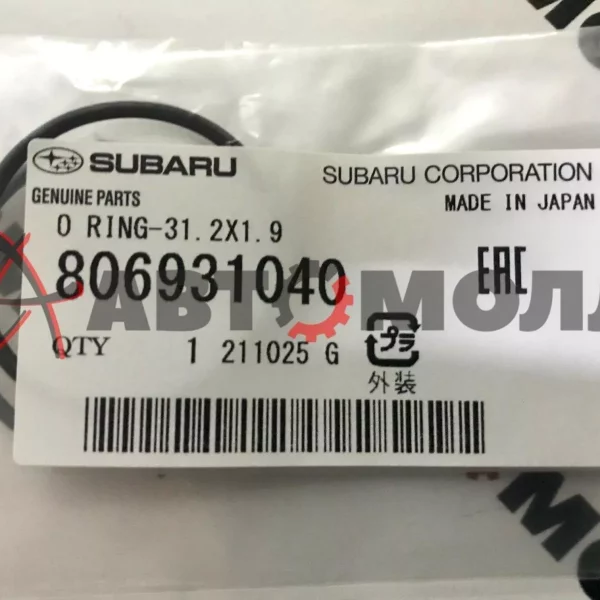 SUBARU
SUBARU CORPORATION
GENUINE PARTS
MADE IN JAPAN
O RING-31.2X1.9
806931040
EAC
АВТОМОЛЛ
QTY 1 211025 G
プラ
外装